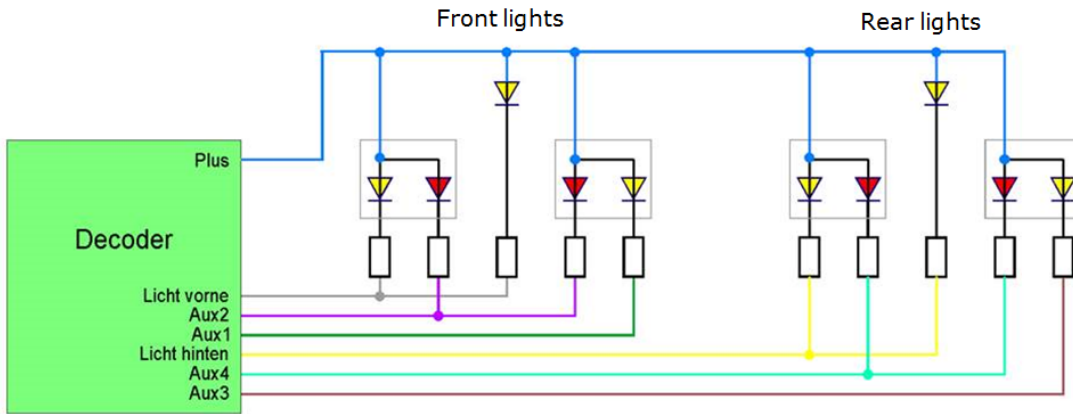 Front lights
Rear lights
Plus
Decoder
Licht vorne
Aux2
Aux1
Licht hinten
Aux4
Aux3